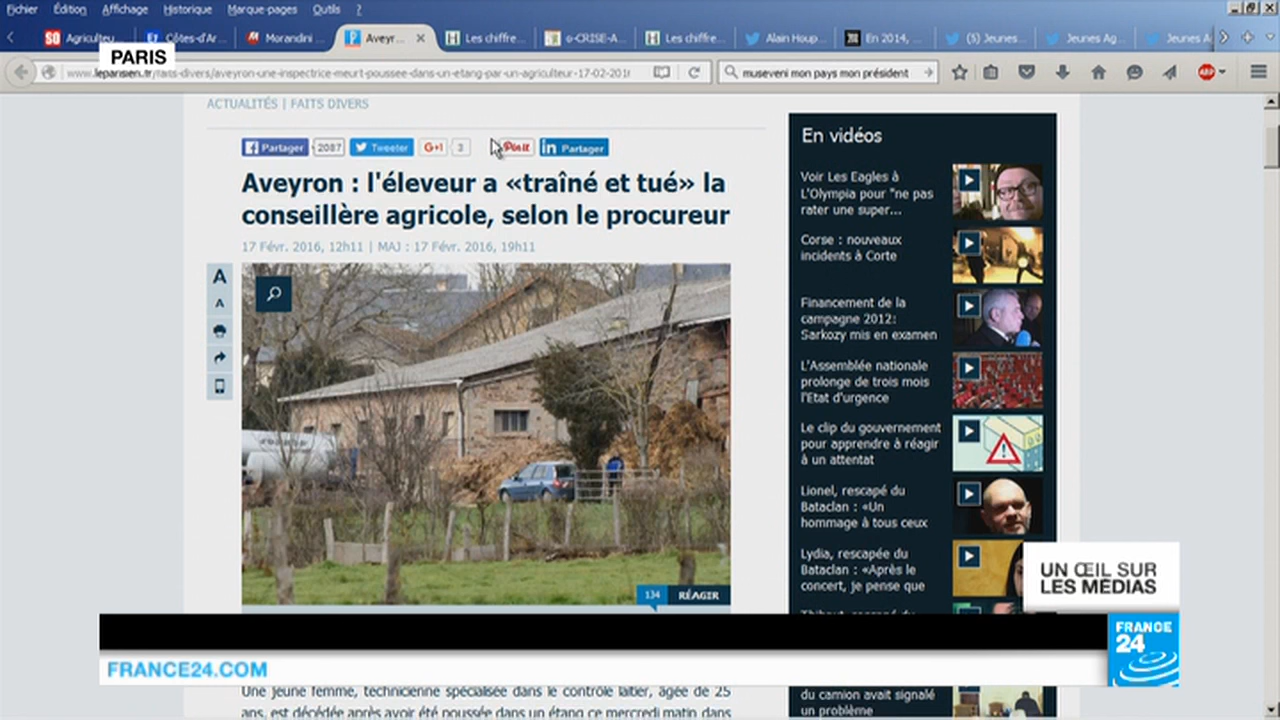 Fichier Édition Affichage Historique Marque-pages Outils ?
Agriculteu... Côtes-d'Ar... Morandini ... Aveyr... Les chiffre... e-CRISE-A... Les chiffre... Alain Houp... En 2014, ... (5) Jeunes... Jeunes Ag... Jeunes A
PARIS
www.leparisien.fr/faits-divers/aveyron-une-inspectrice-meurt-poussee-dans-un-etang-par-un-agriculteur-17-02-201
museveni mon pays mon président
ABP
ACTUALITÉS | FAITS DIVERS
Partager 2087 Tweeter G+1 3 Pin it in Partager
Aveyron : l'éleveur a «traîné et tué» la
conseillère agricole, selon le procureur
17 Févr. 2016, 12h11 | MAJ : 17 Févr. 2016, 19h11
A
A
134 RÉAGIR
En vidéos
Voir Les Eagles à
L'Olympia pour "ne pas
rater une super...
Corse : nouveaux
incidents à Corte
Financement de la
campagne 2012:
Sarkozy mis en examen
L'Assemblée nationale
prolonge de trois mois
l'Etat d'urgence
Le clip du gouvernement
pour apprendre à réagir
à un attentat
Lionel, rescapé du
Bataclan : «Un
hommage à tous ceux
Lydia, rescapée du
Bataclan : «Après le
concert, je pense que
UN ŒIL SUR
LES MÉDIAS
FRANCE
24
FRANCE24.COM
Une jeune femme, technicienne spécialisée dans le contrôle laitier, âgée de 25
ans, est décédée après avoir été poussée dans un étang ce mercredi matin dans
du camion avait signalé
un problème